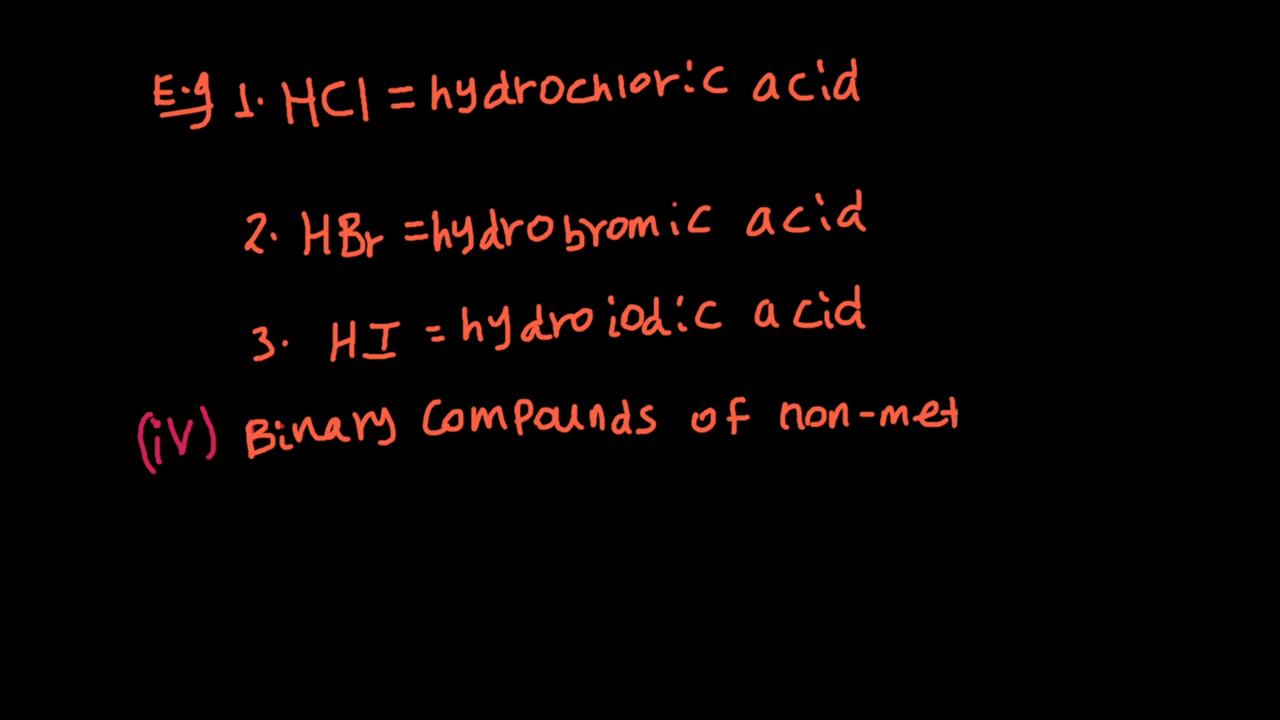 E.g 1. HCl = hydrochloric acid
2. HBr = hydrobromic acid
3. HI = hydroiodic acid
(iv) Binary compounds of non-met